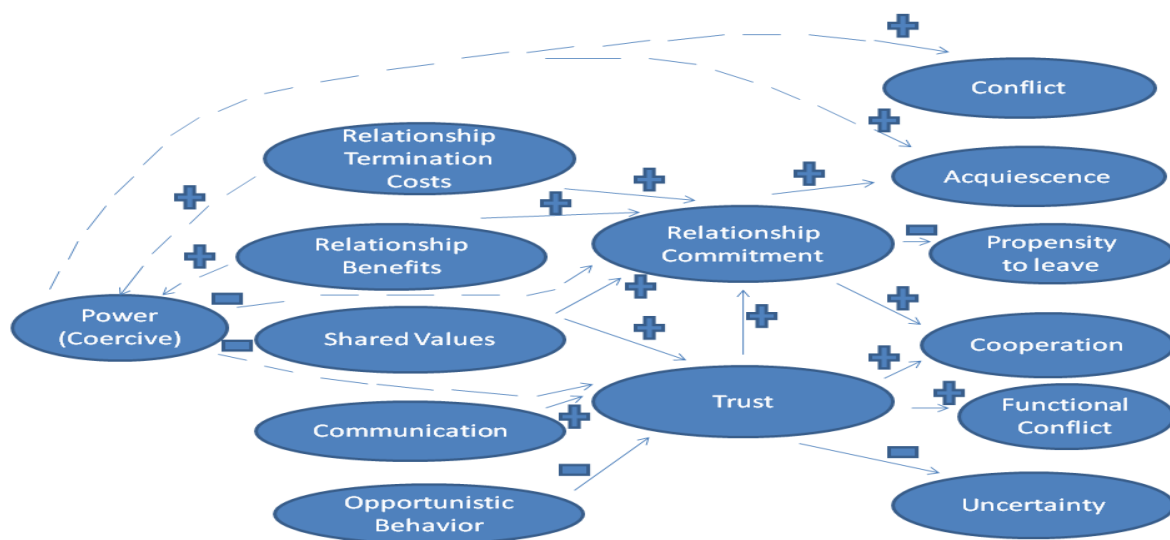 Conflict
Relationship
Termination
Costs
Acquiescence
Relationship
Benefits
Relationship
Commitment
Propensity
to leave
Power
(Coercive)
Shared Values
Cooperation
Trust
Functional
Conflict
Communication
Opportunistic
Behavior
Uncertainty